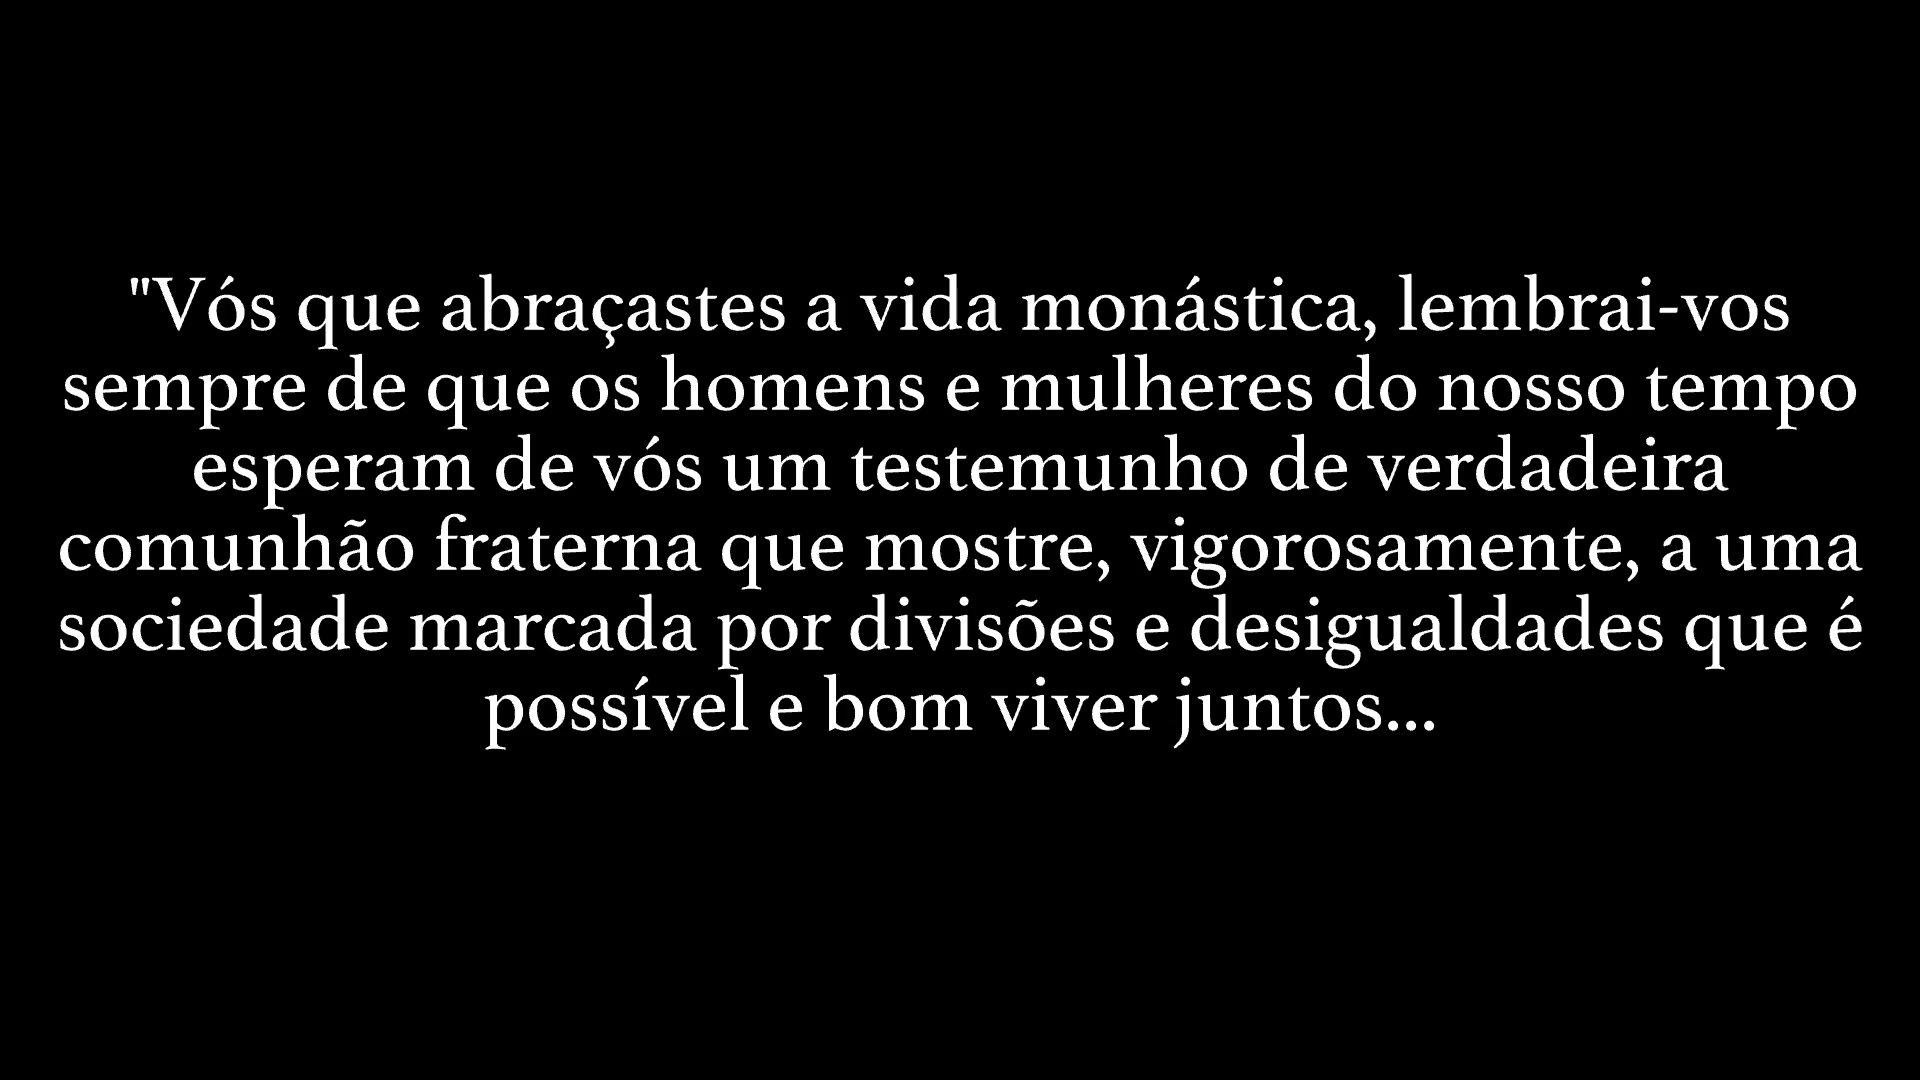 "Vós que abraçastes a vida monástica, lembrai-vos
sempre de que os homens e mulheres do nosso tempo
esperam de vós um testemunho de verdadeira
comunhão fraterna que mostre, vigorosamente, a uma
sociedade marcada por divisões e desigualdades que é
possível e bom viver juntos...